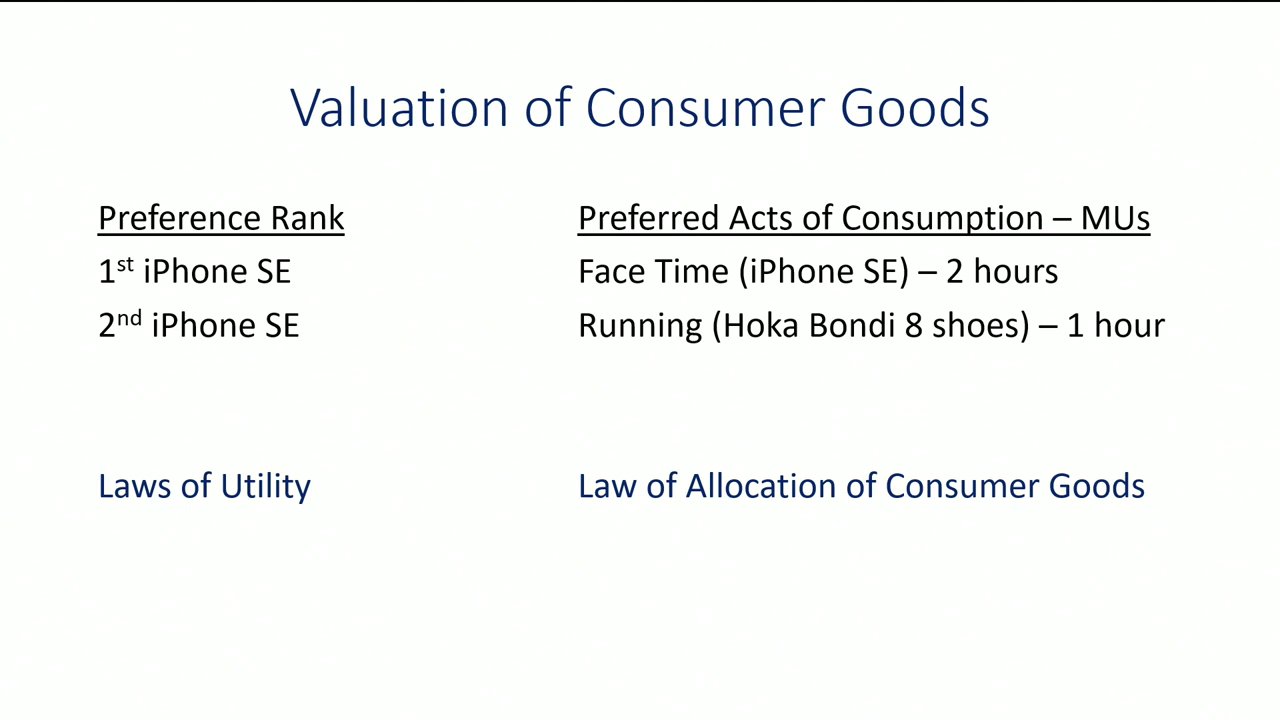 Valuation of Consumer Goods
Preference Rank
1st iPhone SE
2nd iPhone SE
Preferred Acts of Consumption – MUs
Face Time (iPhone SE) – 2 hours
Running (Hoka Bondi 8 shoes) – 1 hour
Laws of Utility
Law of Allocation of Consumer Goods